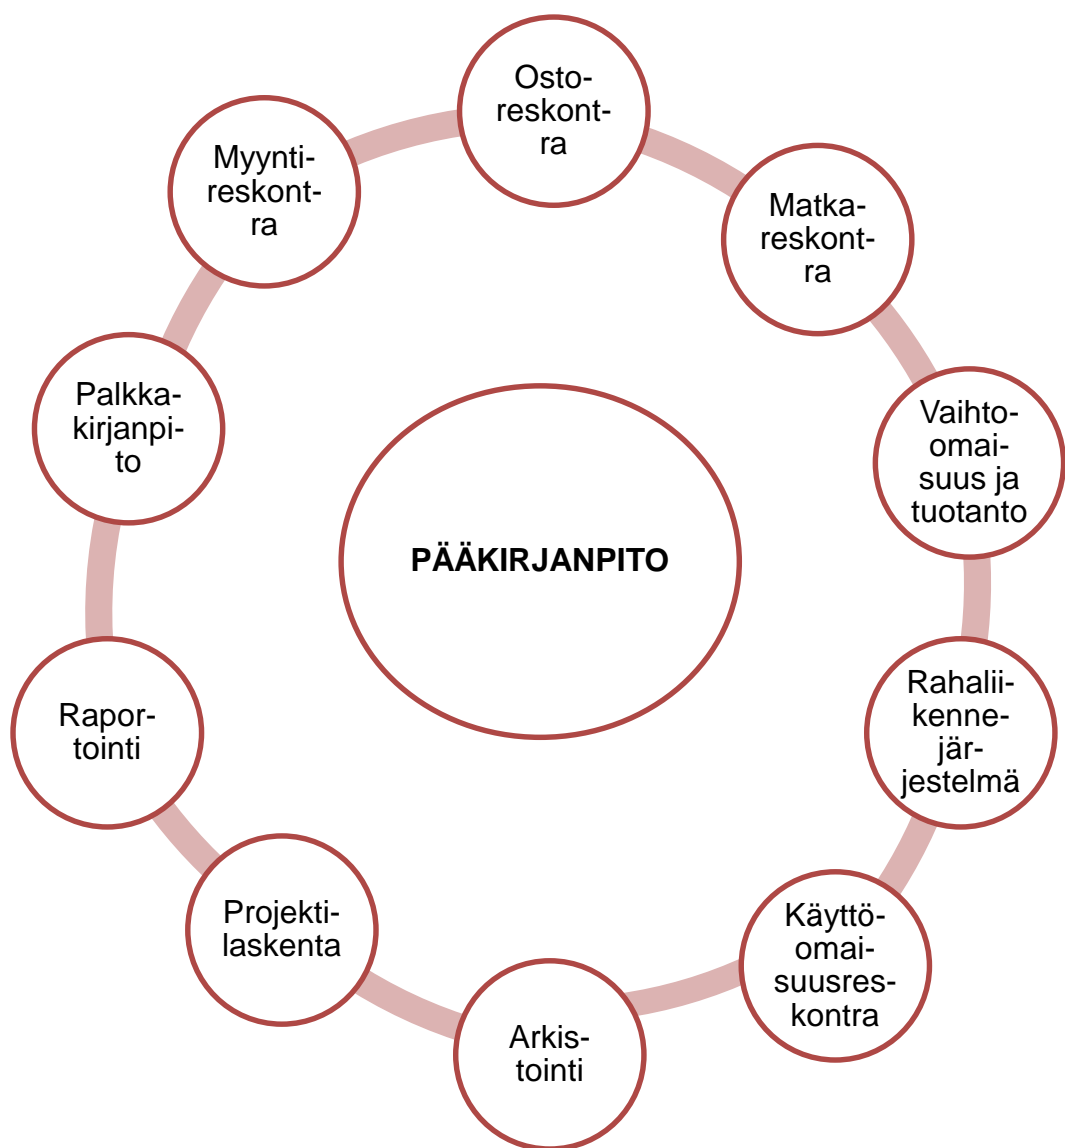 Osto-
reskont-
ra
Matka-
reskont-
ra
Vaihto-
omai-
suus ja
tuotanto
Rahalii-
kenne-
jär-
jestelmä
Käyttö-
omai-
suusres-
kontra
Arkis-
tointi
Projekti-
laskenta
Rapor-
tointi
Palkka-
kirjanpi-
to
Myynti-
reskont-
ra
PÄÄKIRJANPITO